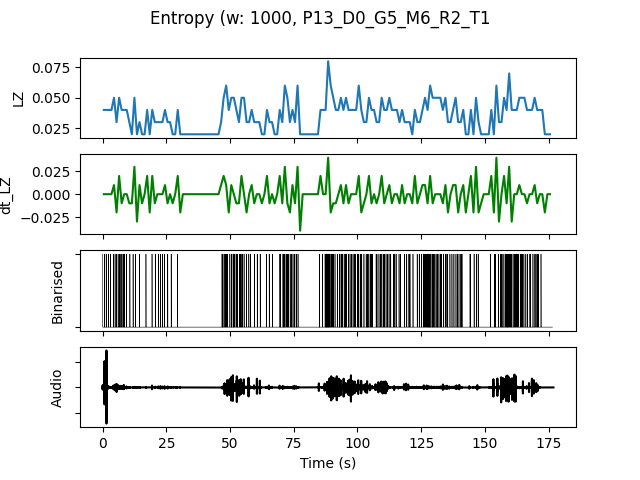 Entropy (w: 1000, P13_D0_G5_M6_R2_T1
0.075
0.050
0.025
LZ
0.025
0.000
−0.025
dt_LZ
Binarised
Audio
0 25 50 75 100 125 150 175
Time (s)